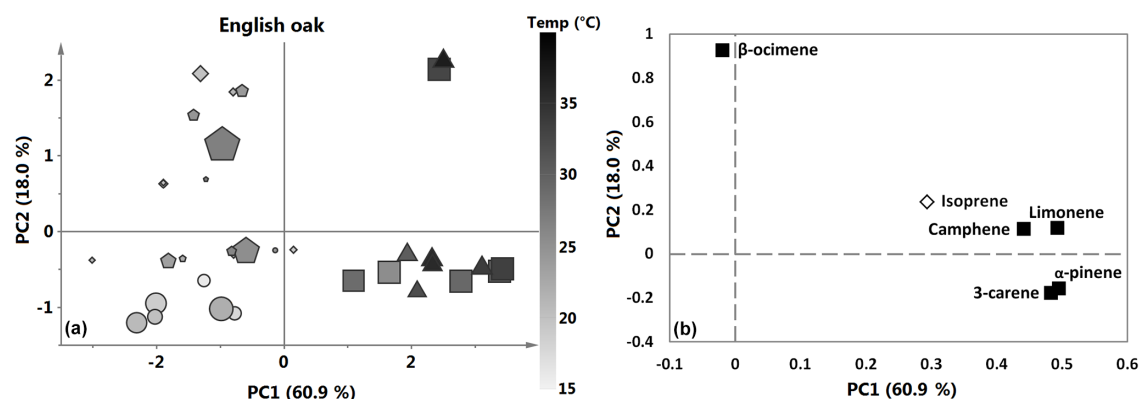 English oak
Temp (°C)
PC2 (18.0 %)
2
1
0
-1
-2
0
2
PC1 (60.9 %)
(a)
35
30
25
20
15
PC2 (18.0 %)
1
0.8
0.6
0.4
0.2
0
-0.2
-0.4
-0.1
0
0.1
0.2
0.3
0.4
0.5
0.6
PC1 (60.9 %)
(b)
β-ocimene
Isoprene
Limonene
Camphene
α-pinene
3-carene